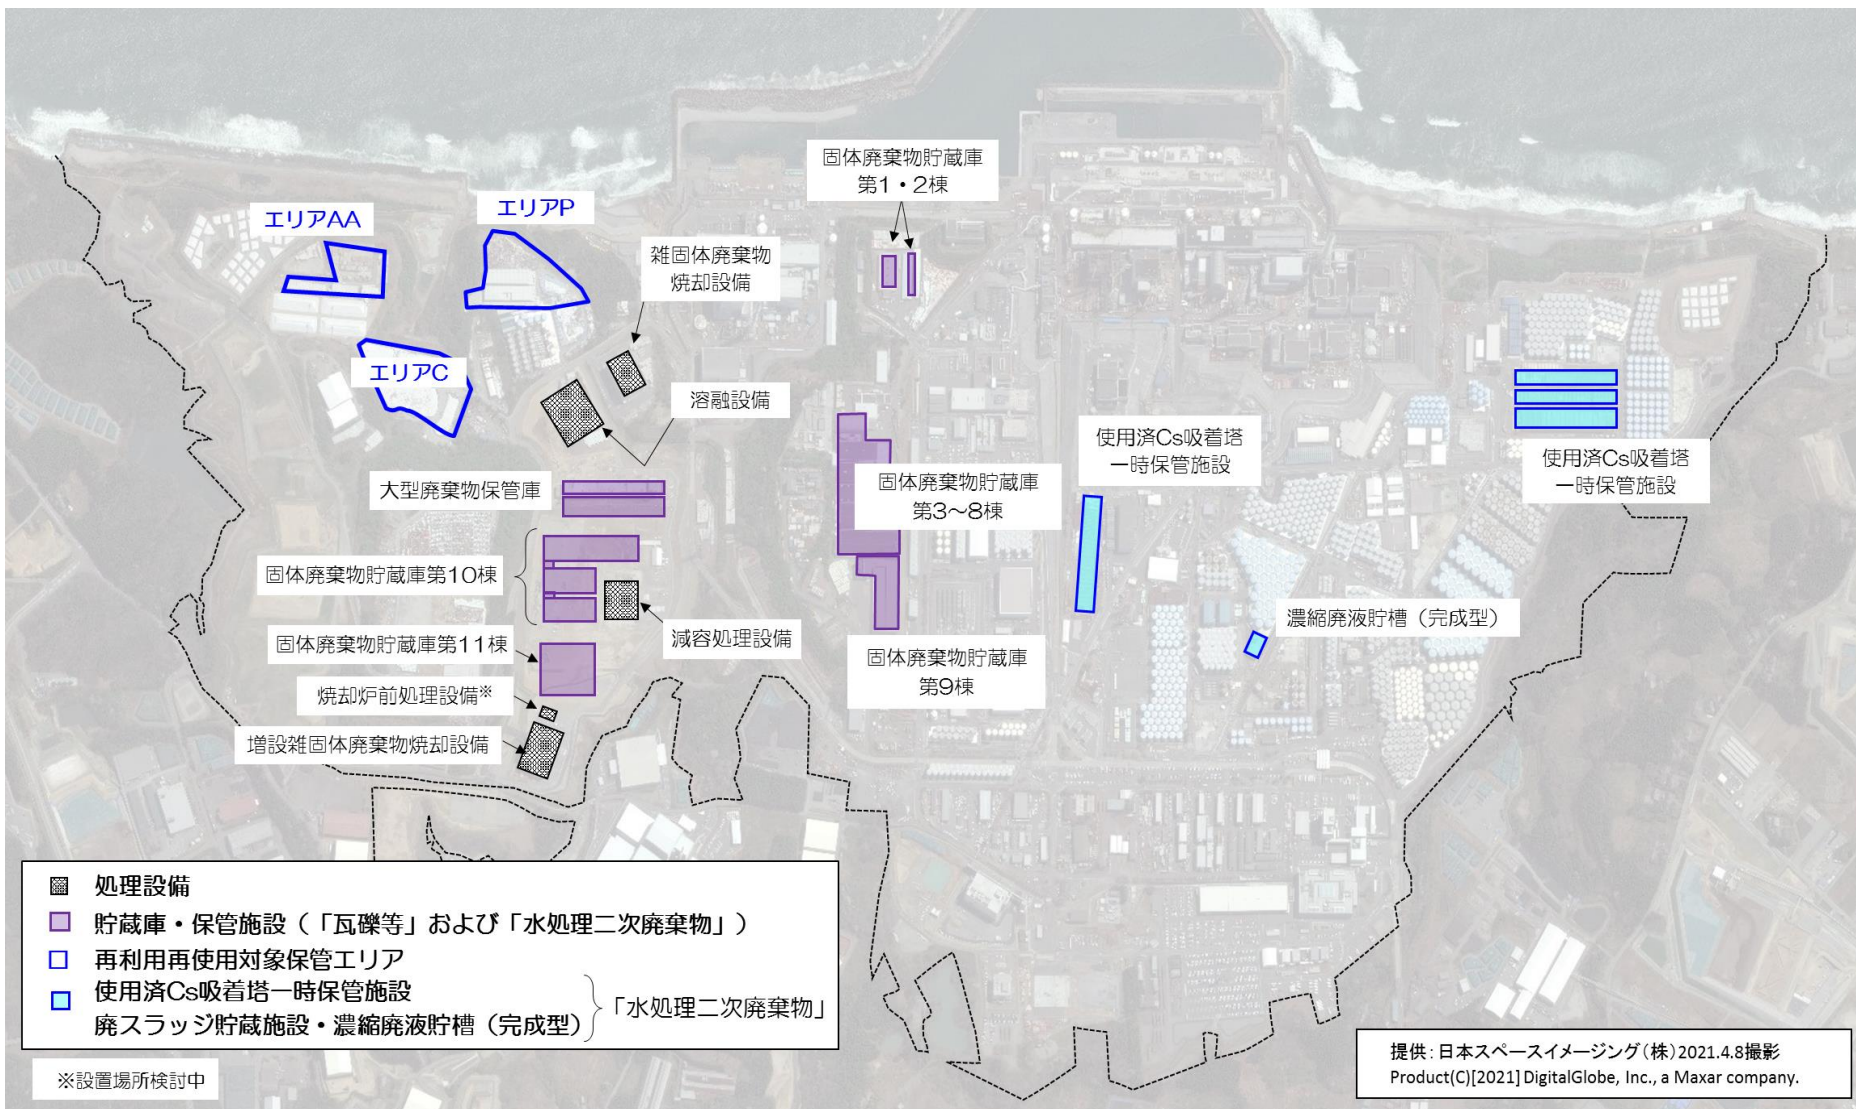 固体廃棄物貯蔵庫
第1・2棟
エリアAA
エリアP
雑固体廃棄物
焼却設備
エリアC
溶融設備
使用済Cs吸着塔
一時保管施設
使用済Cs吸着塔
一時保管施設
大型廃棄物保管庫
固体廃棄物貯蔵庫
第3～8棟
固体廃棄物貯蔵庫第10棟
濃縮廃液貯槽（完成型）
減容処理設備
固体廃棄物貯蔵庫第11棟
固体廃棄物貯蔵庫
第9棟
焼却炉前処理設備※
増設雑固体廃棄物焼却設備
処理設備
貯蔵庫・保管施設（「瓦礫等」および「水処理二次廃棄物」）
再利用再使用対象保管エリア
使用済Cs吸着塔一時保管施設
廃スラッジ貯蔵施設・濃縮廃液貯槽（完成型）
「水処理二次廃棄物」
※設置場所検討中
提供：日本スペースイメージング（株）2021.4.8撮影
Product(C)[2021] DigitalGlobe, Inc., a Maxar company.